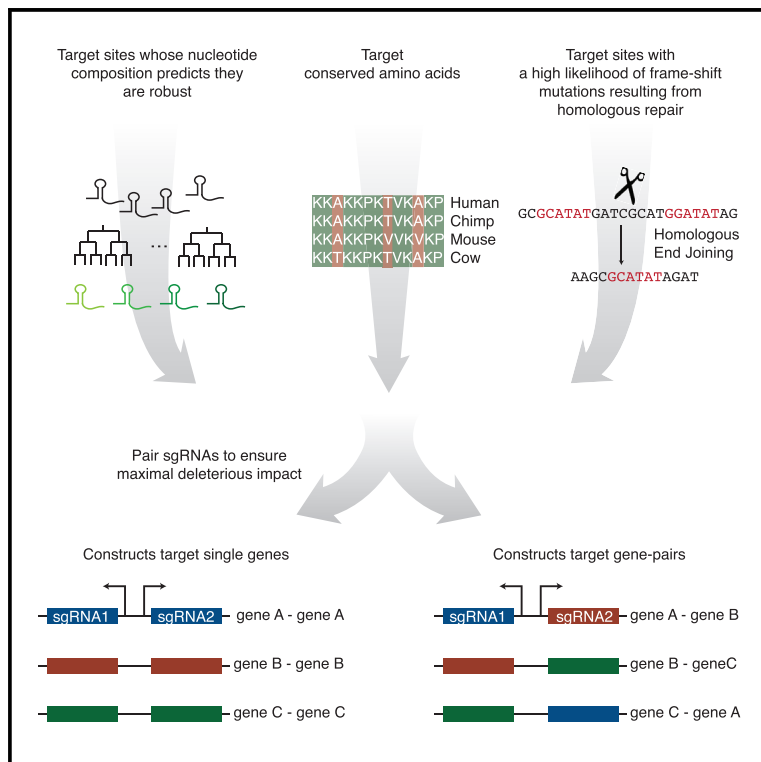 Target sites whose nucleotide
composition predicts they
are robust
Target
conserved amino acids
Target sites with
a high likelihood of frame-shift
mutations resulting from
homologous repair
...
KKAKKPKTVKAKP Human
KKAKKPKTVKAKP Chimp
KKAKKPKVVKVKP Mouse
KKTKKPKTVKAKP Cow
GCGCATATGATCGCATGGATATAG
Homologous
End Joining
AAGCGCATATAGAT
Pair sgRNAs to ensure
maximal deleterious impact
Constructs target single genes
sgRNA1 sgRNA2 gene A - gene A
gene B - gene B
gene C - gene C
Constructs target gene-pairs
sgRNA1 sgRNA2 gene A - gene B
gene B - geneC
gene C - gene A